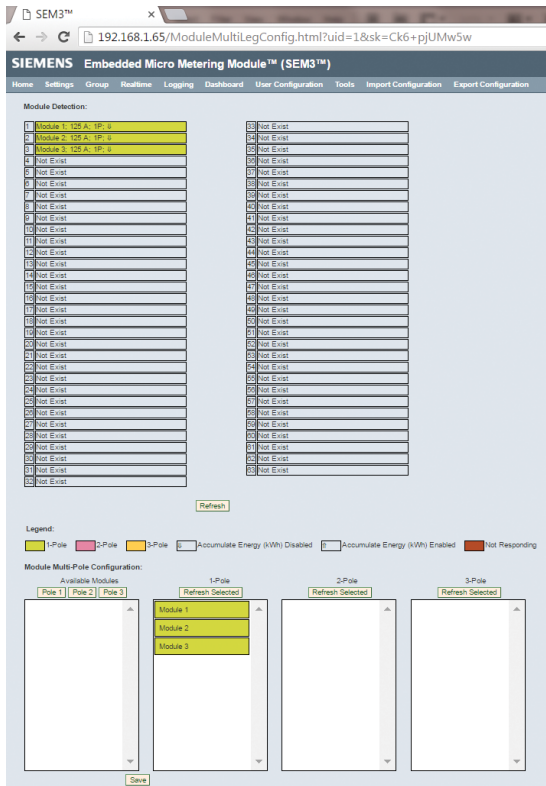 SEM3™
192.168.1.65/ModuleMultiLegConfig.html?uid=1&sk=Ck6+pjUMw5w
SIEMENS Embedded Micro Metering Module™ (SEM3™)
Home Settings Group Realtime Logging Dashboard User Configuration Tools Import Configuration Export Configuration
Module Detection:
1 Module 1; 125 A; 1P; ⇓
2 Module 2; 125 A; 1P; ⇓
3 Module 3; 125 A; 1P; ⇓
4 Not Exist
5 Not Exist
6 Not Exist
7 Not Exist
8 Not Exist
9 Not Exist
10 Not Exist
11 Not Exist
12 Not Exist
13 Not Exist
14 Not Exist
15 Not Exist
16 Not Exist
17 Not Exist
18 Not Exist
19 Not Exist
20 Not Exist
21 Not Exist
22 Not Exist
23 Not Exist
24 Not Exist
25 Not Exist
26 Not Exist
27 Not Exist
28 Not Exist
29 Not Exist
30 Not Exist
31 Not Exist
32 Not Exist
33 Not Exist
34 Not Exist
35 Not Exist
36 Not Exist
37 Not Exist
38 Not Exist
39 Not Exist
40 Not Exist
41 Not Exist
42 Not Exist
43 Not Exist
44 Not Exist
45 Not Exist
46 Not Exist
47 Not Exist
48 Not Exist
49 Not Exist
50 Not Exist
51 Not Exist
52 Not Exist
53 Not Exist
54 Not Exist
55 Not Exist
56 Not Exist
57 Not Exist
58 Not Exist
59 Not Exist
60 Not Exist
61 Not Exist
62 Not Exist
63 Not Exist
Refresh
Legend:
1-Pole 2-Pole 3-Pole ⇓ Accumulate Energy (kWh) Disabled ⇑ Accumulate Energy (kWh) Enabled Not Responding
Module Multi-Pole Configuration:
Available Modules 1-Pole 2-Pole 3-Pole
Pole 1 Pole 2 Pole 3 Refresh Selected Refresh Selected Refresh Selected
Module 1
Module 2
Module 3
Save